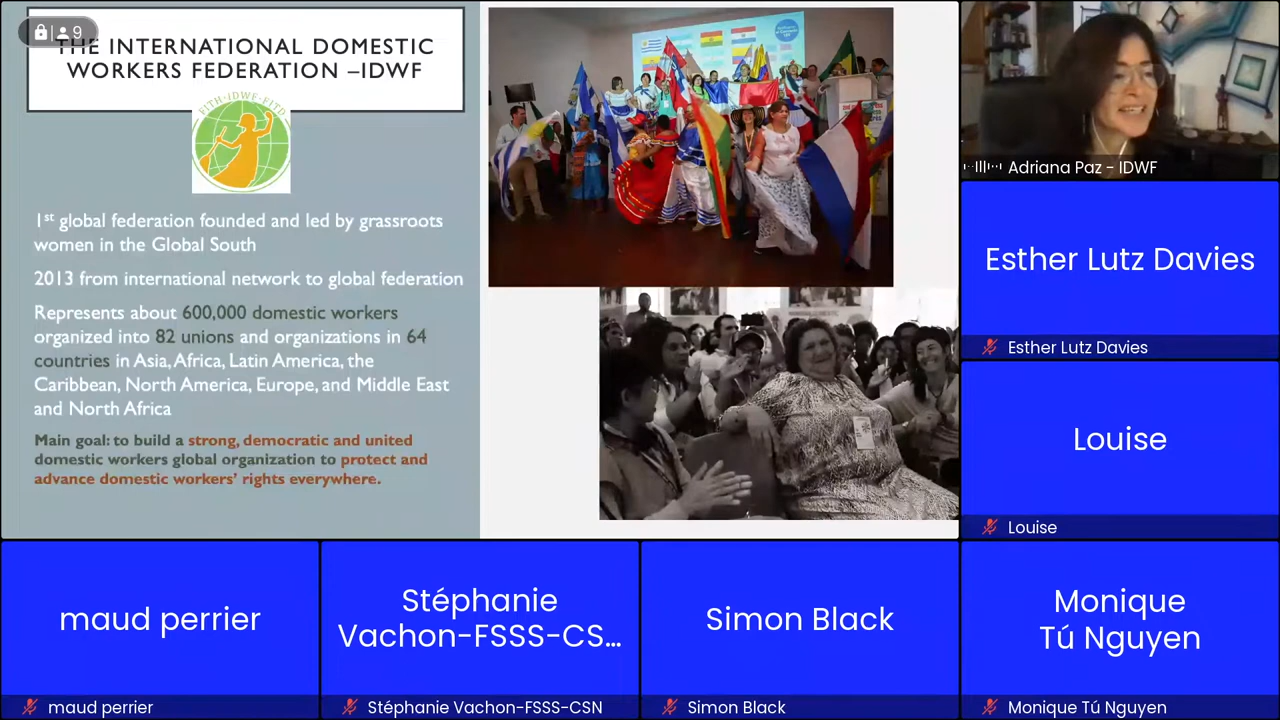 9
THE INTERNATIONAL DOMESTIC
WORKERS FEDERATION –IDWF
FITH·IDWF·FITD
1st global federation founded and led by grassroots
women in the Global South
2013 from international network to global federation
Represents about 600,000 domestic workers
organized into 82 unions and organizations in 64
countries in Asia, Africa, Latin America, the
Caribbean, North America, Europe, and Middle East
and North Africa
Main goal: to build a strong, democratic and united
domestic workers global organization to protect and
advance domestic workers’ rights everywhere.
Adriana Paz - IDWF
Esther Lutz Davies
Esther Lutz Davies
Louise
Louise
maud perrier
maud perrier
Stéphanie
Vachon-FSSS-CS...
Stéphanie Vachon-FSSS-CSN
Simon Black
Simon Black
Monique
Tú Nguyen
Monique Tú Nguyen